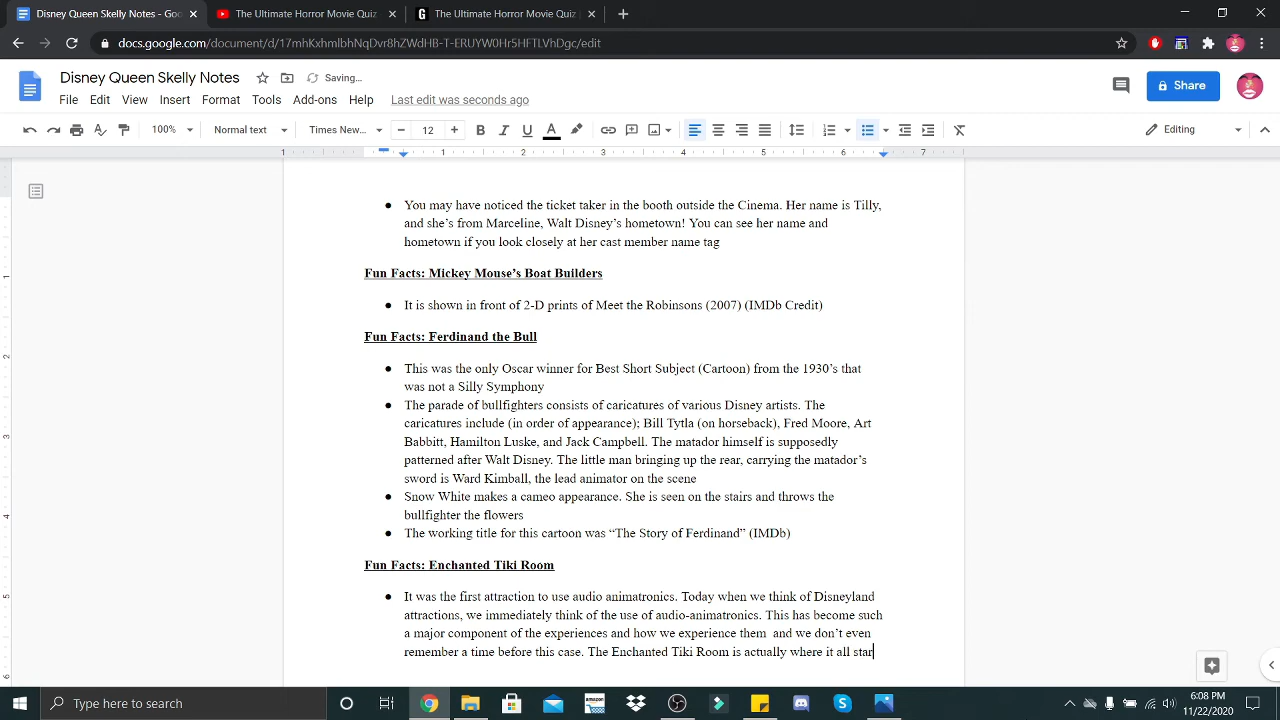 Disney Queen Skelly Notes - Goo
The Ultimate Horror Movie Quiz
The Ultimate Horror Movie Quiz
docs.google.com/document/d/17mhKxhmlbhNqDvr8hZWdHB-T-ERUYW0Hr5HFTLVhDgc/edit
Disney Queen Skelly Notes
Saving…
Share
File Edit View Insert Format Tools Add-ons Help Last edit was seconds ago
100% Normal text Times New... 12 Editing
1 1 2 3 4 5 6 7
You may have noticed the ticket taker in the booth outside the Cinema. Her name is Tilly,
and she’s from Marceline, Walt Disney’s hometown! You can see her name and
hometown if you look closely at her cast member name tag
Fun Facts: Mickey Mouse’s Boat Builders
It is shown in front of 2-D prints of Meet the Robinsons (2007) (IMDb Credit)
Fun Facts: Ferdinand the Bull
This was the only Oscar winner for Best Short Subject (Cartoon) from the 1930’s that
was not a Silly Symphony
The parade of bullfighters consists of caricatures of various Disney artists. The
caricatures include (in order of appearance); Bill Tytla (on horseback), Fred Moore, Art
Babbitt, Hamilton Luske, and Jack Campbell. The matador himself is supposedly
patterned after Walt Disney. The little man bringing up the rear, carrying the matador’s
sword is Ward Kimball, the lead animator on the scene
Snow White makes a cameo appearance. She is seen on the stairs and throws the
bullfighter the flowers
The working title for this cartoon was “The Story of Ferdinand” (IMDb)
Fun Facts: Enchanted Tiki Room
It was the first attraction to use audio animatronics. Today when we think of Disneyland
attractions, we immediately think of the use of audio-animatronics. This has become such
a major component of the experiences and how we experience them  and we don’t even
remember a time before this case. The Enchanted Tiki Room is actually where it all star
Type here to search
amazon
6:08 PM
11/22/2020